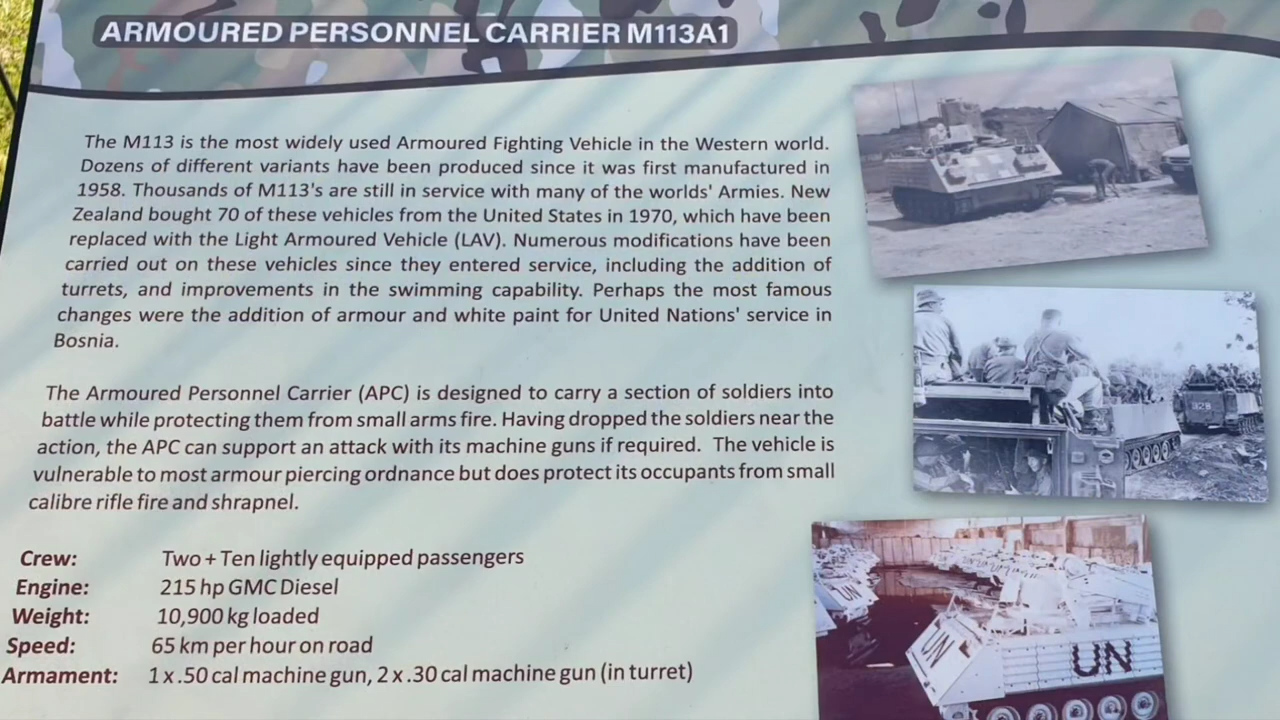 ARMOURED PERSONNEL CARRIER M113A1
The M113 is the most widely used Armoured Fighting Vehicle in the Western world.
Dozens of different variants have been produced since it was first manufactured in
1958. Thousands of M113's are still in service with many of the worlds' Armies. New
Zealand bought 70 of these vehicles from the United States in 1970, which have been
replaced with the Light Armoured Vehicle (LAV). Numerous modifications have been
carried out on these vehicles since they entered service, including the addition of
turrets, and improvements in the swimming capability. Perhaps the most famous
changes were the addition of armour and white paint for United Nations' service in
Bosnia.
The Armoured Personnel Carrier (APC) is designed to carry a section of soldiers into
battle while protecting them from small arms fire. Having dropped the soldiers near the
action, the APC can support an attack with its machine guns if required. The vehicle is
vulnerable to most armour piercing ordnance but does protect its occupants from small
calibre rifle fire and shrapnel.
Crew: Two + Ten lightly equipped passengers
Engine: 215 hp GMC Diesel
Weight: 10,900 kg loaded
Speed: 65 km per hour on road
Armament: 1 x .50 cal machine gun, 2 x .30 cal machine gun (in turret)
UN
UN
UN